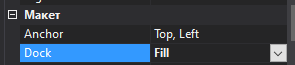 Макет
Anchor Top, Left
Dock Fill